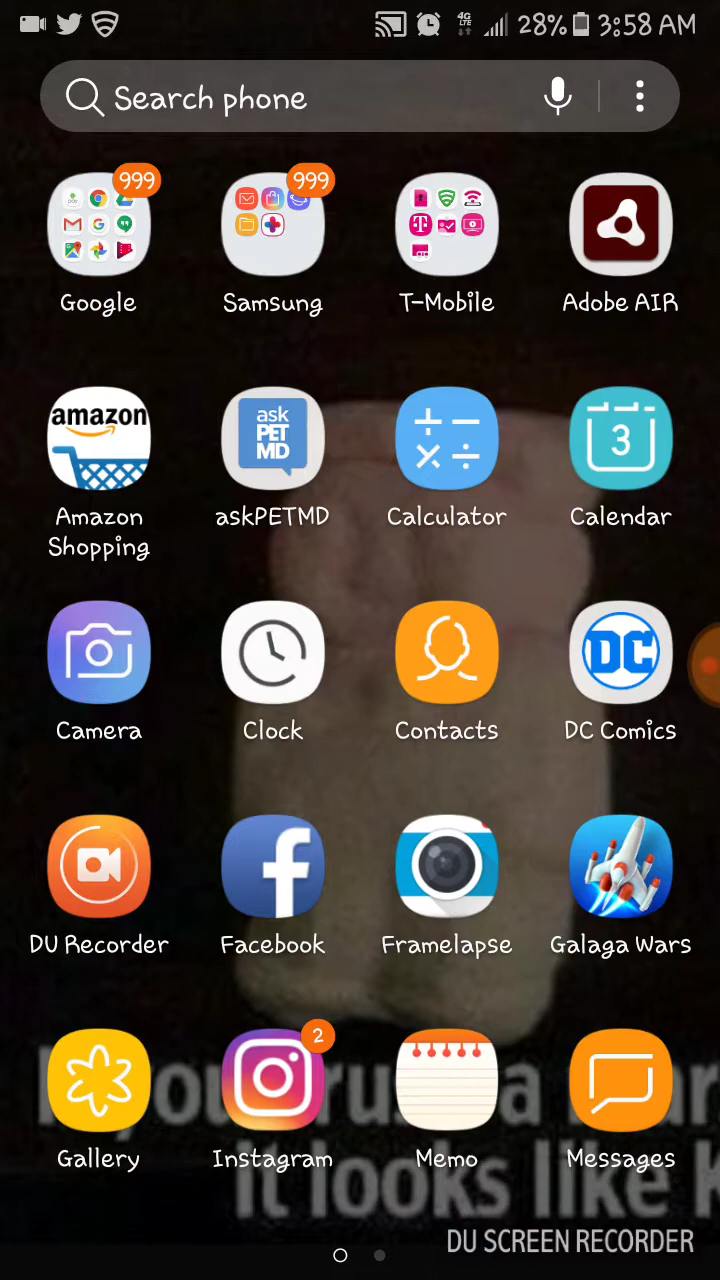 4G LTE 28% 3:58 AM
Search phone
999 999
Google Samsung T-Mobile Adobe AIR
amazon ask PET MD 3
Amazon Shopping askPETMD Calculator Calendar
DC
Camera Clock Contacts DC Comics
DU Recorder Facebook Framelapse Galaga Wars
2
Gallery Instagram Memo Messages
it looks like
DU SCREEN RECORDER